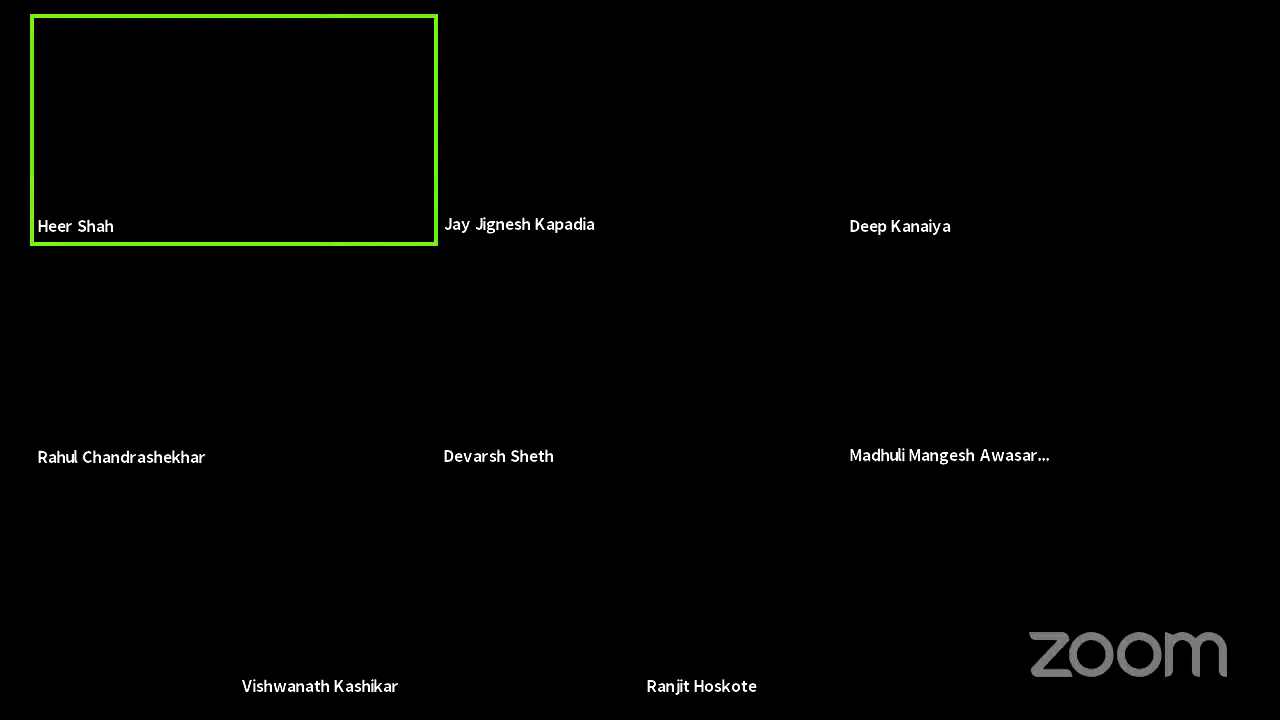 Heer Shah
Jay Jignesh Kapadia
Deep Kanaiya
Rahul Chandrashekhar
Devarsh Sheth
Madhuli Mangesh Awasar...
Vishwanath Kashikar
Ranjit Hoskote
zoom